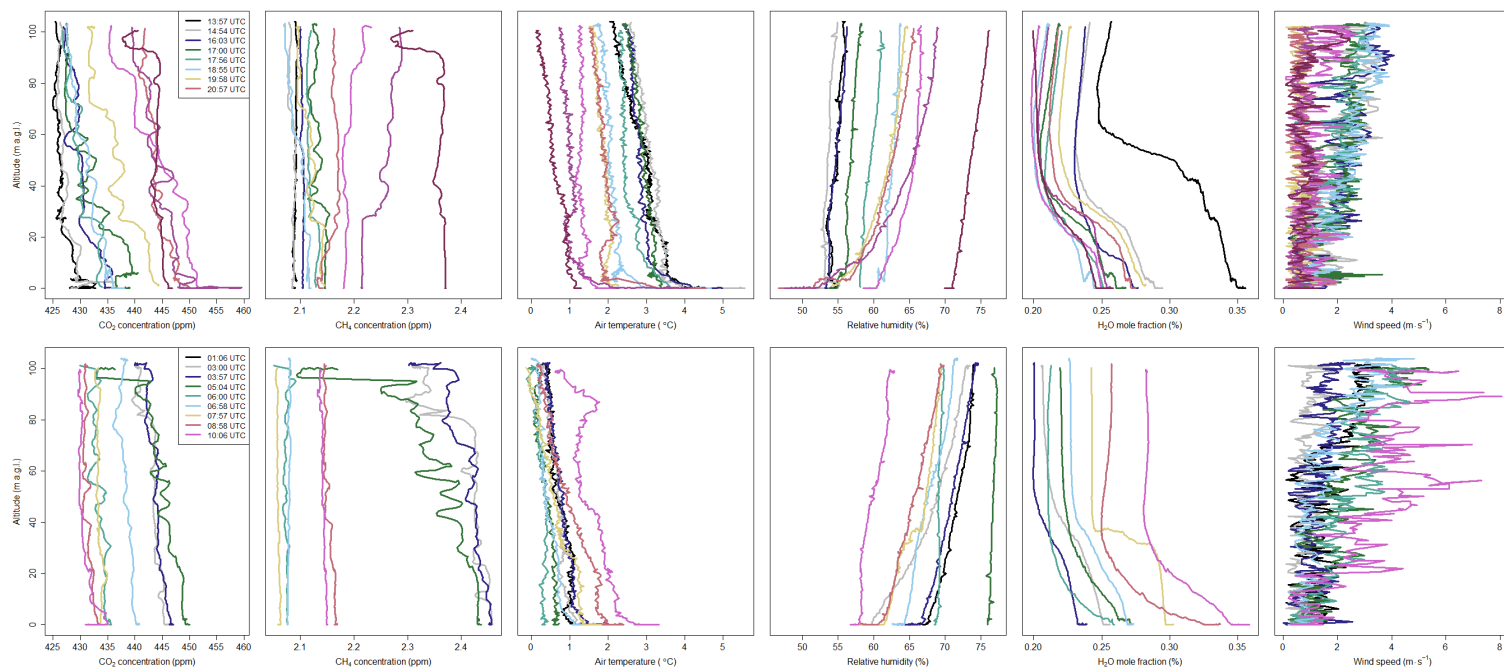 Altitude (m a.g.l.)
0 20 40 60 80 100
13:57 UTC
14:54 UTC
16:03 UTC
17:00 UTC
17:56 UTC
18:55 UTC
19:58 UTC
20:57 UTC
425 430 435 440 445 450 455 460
CO2 concentration (ppm)
2.1 2.2 2.3 2.4
CH4 concentration (ppm)
0 1 2 3 4 5
Air temperature ( °C)
50 55 60 65 70 75
Relative humidity (%)
0.20 0.25 0.30 0.35
H2O mole fraction (%)
0 2 4 6 8
Wind speed (m·s−1)
Altitude (m a.g.l.)
0 20 40 60 80 100
01:06 UTC
03:00 UTC
03:57 UTC
05:04 UTC
06:00 UTC
06:58 UTC
07:57 UTC
08:58 UTC
10:06 UTC
425 430 435 440 445 450 455 460
CO2 concentration (ppm)
2.1 2.2 2.3 2.4
CH4 concentration (ppm)
0 1 2 3 4 5
Air temperature ( °C)
50 55 60 65 70 75
Relative humidity (%)
0.20 0.25 0.30 0.35
H2O mole fraction (%)
0 2 4 6 8
Wind speed (m·s−1)